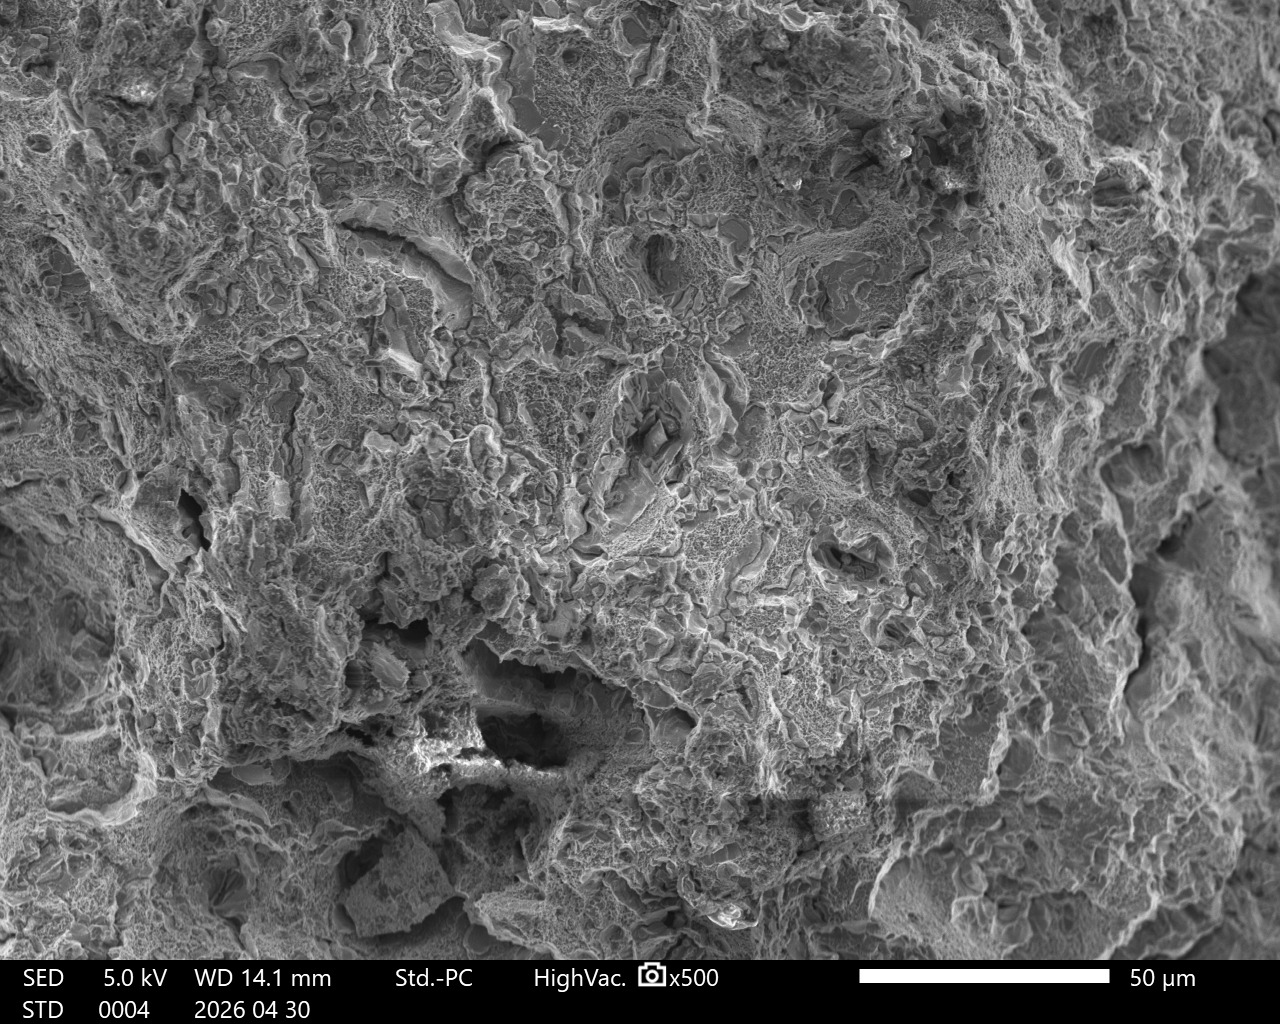 SED 5.0 kV WD 14.1 mm Std.-PC HighVac. x500 50 µm
STD 0004 2026 04 30